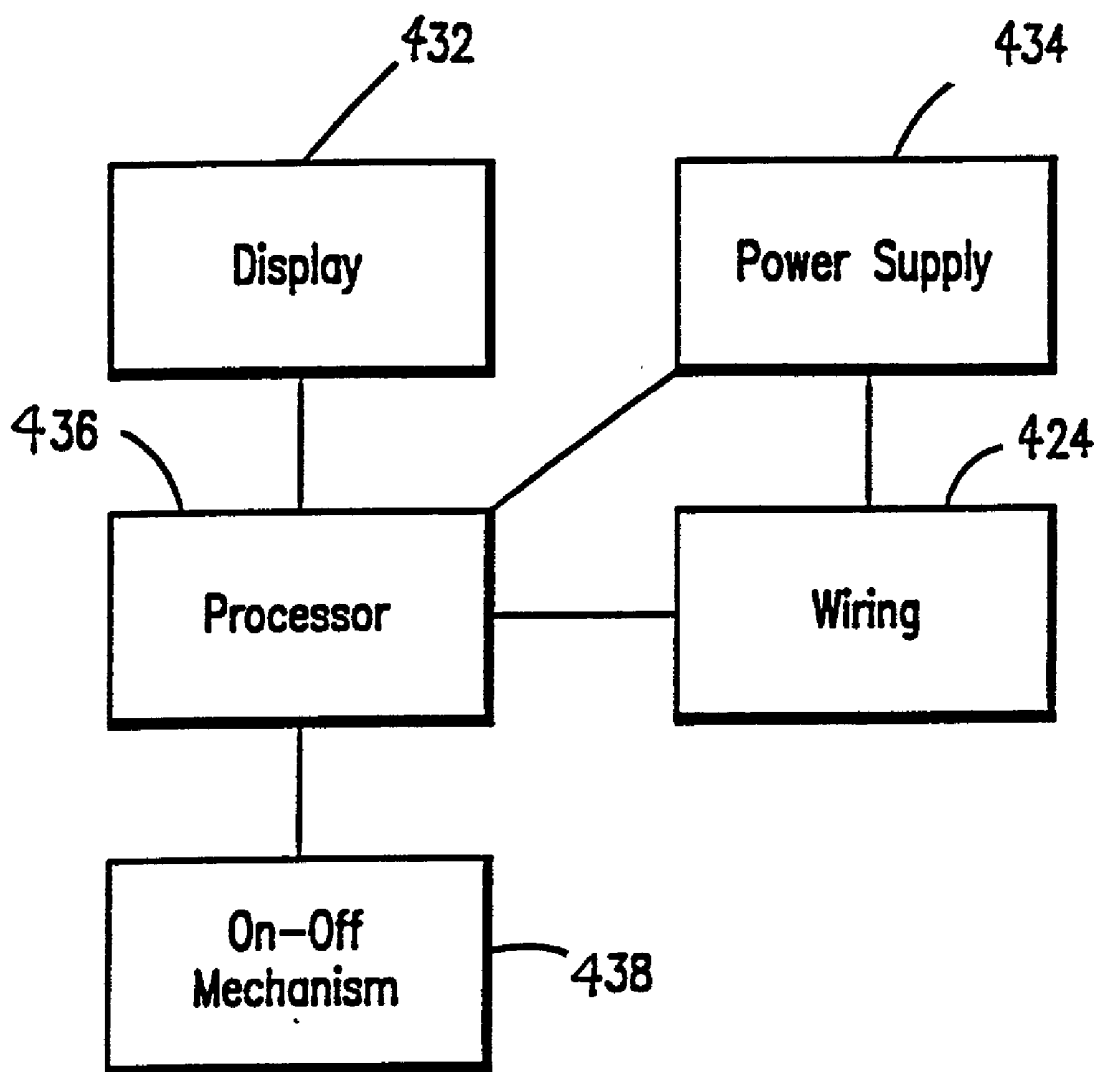 432
434
Display
Power Supply
436
424
Processor
Wiring
On-Off
Mechanism
438